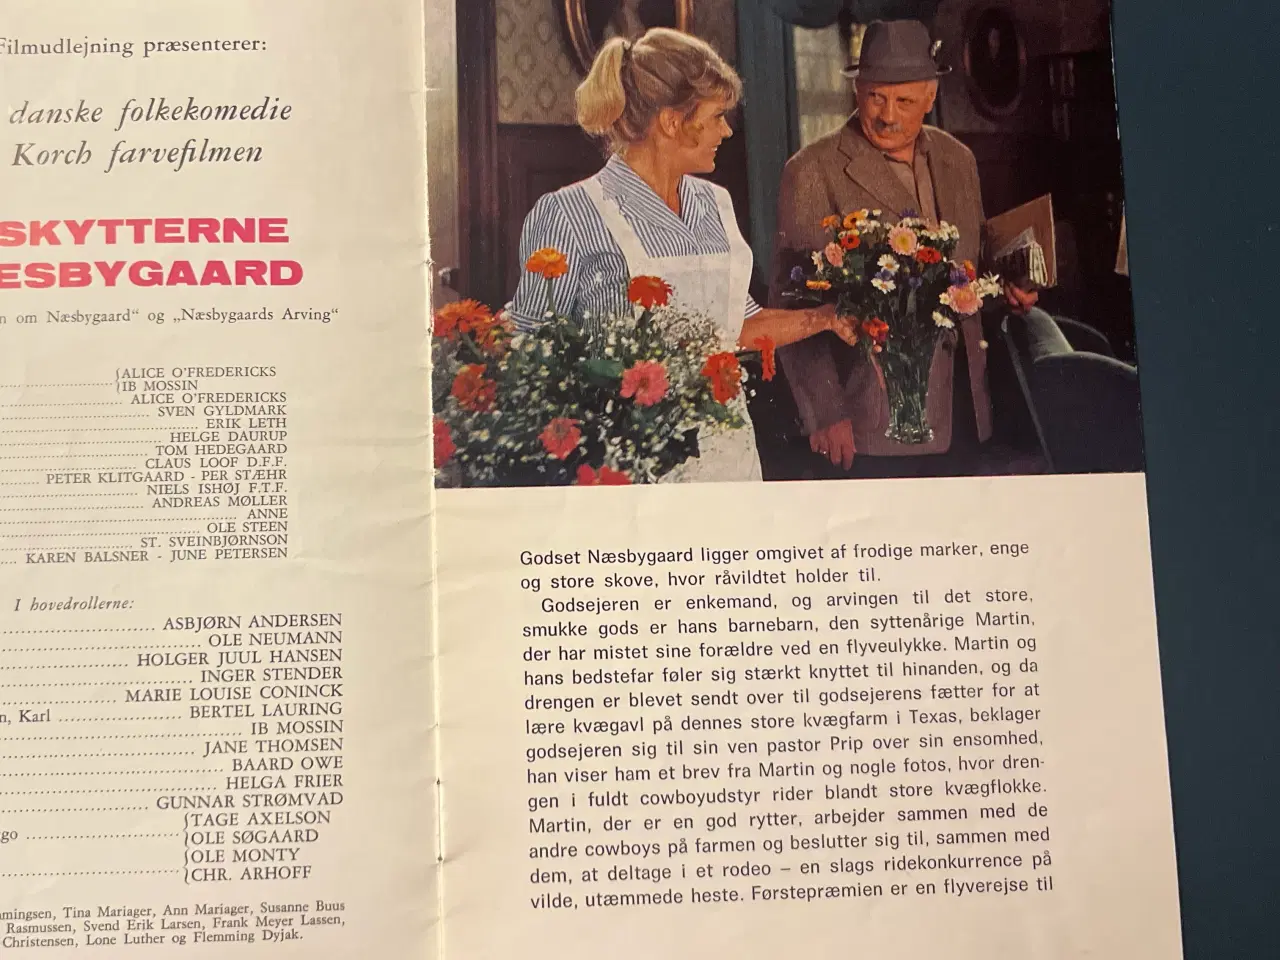 Filmudlejning præsenterer:
danske folkekomedie
Korch farvefilmen
SKYTTERNE
ESBYGAARD
om Næsbygaard“ og „Næsbygaards Arving“
ALICE O'FREDERICKS
IB MOSSIN
ALICE O'FREDERICKS
SVEN GYLDMARK
ERIK LETH
HELGE DAURUP
TOM HEDEGAARD
CLAUS LOOF D.F.F.
PETER KLITGAARD - PER STÆHR
NIELS ISHØJ F.T.F.
ANDREAS MØLLER
ANNE
OLE STEEN
ST. SVEINBJØRNSON
KAREN BALSNER - JUNE PETERSEN
I hovedrollerne:
ASBJØRN ANDERSEN
OLE NEUMANN
HOLGER JUUL HANSEN
INGER STENDER
MARIE LOUISE CONINCK
n, Karl BERTEL LAURING
IB MOSSIN
JANE THOMSEN
BAARD OWE
HELGA FRIER
GUNNAR STRØMVAD
TAGE AXELSON
go OLE SØGAARD
OLE MONTY
CHR. ARHOFF
mingsen, Tina Mariager, Ann Mariager, Susanne Buus
Rasmussen, Svend Erik Larsen, Frank Meyer Lassen,
Christensen, Lone Luther og Flemming Dyjak.
Godset Næsbygaard ligger omgivet af frodige marker, enge
og store skove, hvor råvildtet holder til.
Godsejeren er enkemand, og arvingen til det store,
smukke gods er hans barnebarn, den syttenårige Martin,
der har mistet sine forældre ved en flyveulykke. Martin og
hans bedstefar føler sig stærkt knyttet til hinanden, og da
drengen er blevet sendt over til godsejerens fætter for at
lære kvægavl på dennes store kvægfarm i Texas, beklager
godsejeren sig til sin ven pastor Prip over sin ensomhed,
han viser ham et brev fra Martin og nogle fotos, hvor dren-
gen i fuldt cowboyudstyr rider blandt store kvægflokke.
Martin, der er en god rytter, arbejder sammen med de
andre cowboys på farmen og beslutter sig til, sammen med
dem, at deltage i et rodeo – en slags ridekonkurrence på
vilde, utæmmede heste. Førstepræmien er en flyverejse til